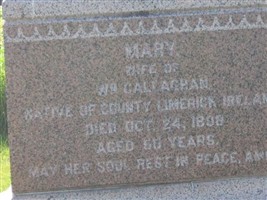 MARY
WIFE OF
WM CALLAGHAN.
NATIVE OF COUNTY LIMERICK IRELAN
DIED OCT. 24, 1898
AGED 60 YEARS.
MAY HER SOUL REST IN PEACE, AM